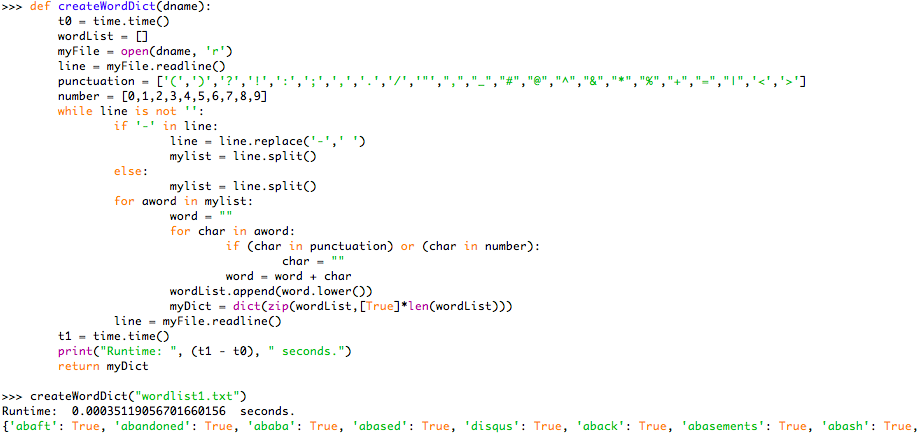 >>> def createWordDict(dname):
        t0 = time.time()
        wordList = []
        myFile = open(dname, 'r')
        line = myFile.readline()
        punctuation = ['(',')','?','!',':',';',',','.','/','"',",","_","#","@","^","&","*","%","+","=","|",'<','>']
        number = [0,1,2,3,4,5,6,7,8,9]
        while line is not '':
                if '-' in line:
                        line = line.replace('-',' ')
                        mylist = line.split()
                else:
                        mylist = line.split()
                for aword in mylist:
                        word = ""
                        for char in aword:
                                if (char in punctuation) or (char in number):
                                        char = ""
                                word = word + char
                        wordList.append(word.lower())
                        myDict = dict(zip(wordList,[True]*len(wordList)))
                line = myFile.readline()
        t1 = time.time()
        print("Runtime: ", (t1 - t0), " seconds.")
        return myDict

>>> createWordDict("wordlist1.txt")
Runtime:  0.00035119056701660156  seconds.
{'abaft': True, 'abandoned': True, 'ababa': True, 'abased': True, 'disqus': True, 'aback': True, 'abasements': True, 'abash': True,